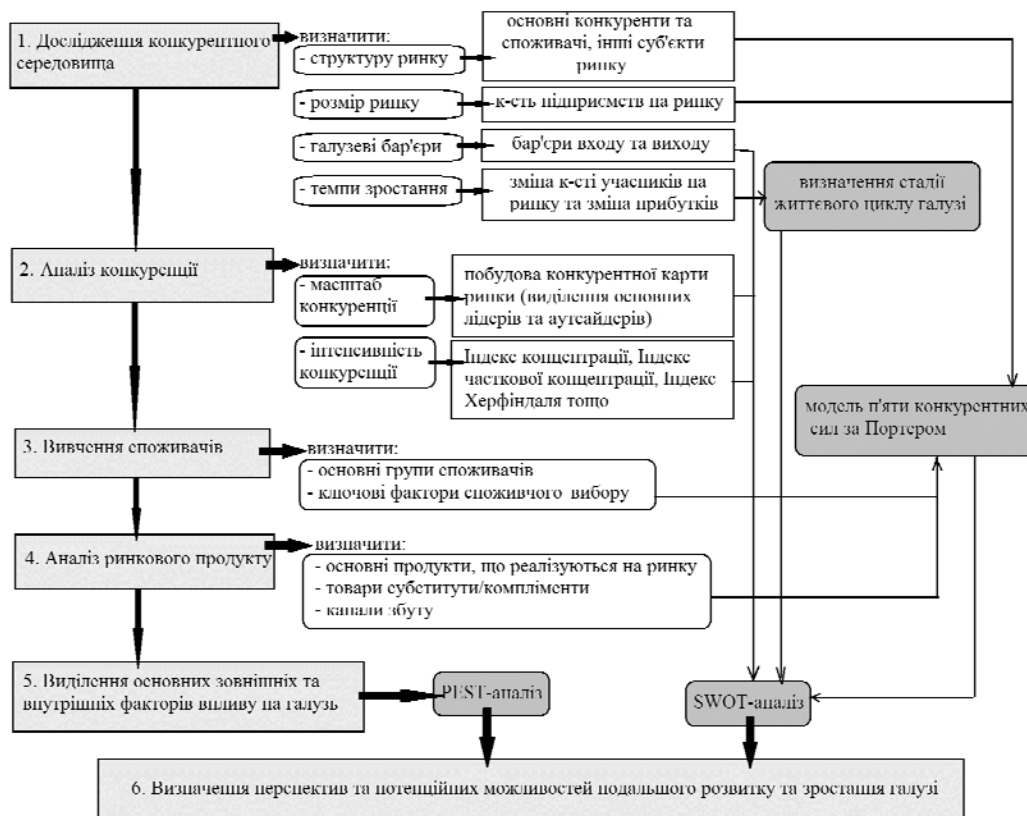 1. Дослідження конкурентного
середовища
визначити:
- структуру ринку
основні конкуренти та
споживачі, інші суб'єкти
ринку
- розмір ринку
к-сть підприємств на ринку
- галузеві бар'єри
бар'єри входу та виходу
- темпи зростання
зміна к-сті учасників на
ринку та зміна прибутків
визначення стадії
життєвого циклу галузі
2. Аналіз конкуренції
визначити:
- масштаб
конкуренції
побудова конкурентної карти
ринки (виділення основних
лідерів та аутсайдерів)
- інтенсивність
конкуренції
Індекс концентрації, Індекс
часткової концентрації, Індекс
Херфіндаля тощо
модель п'яти конкурентних
сил за Портером
3. Вивчення споживачів
визначити:
- основні групи споживачів
- ключові фактори споживчого вибору
4. Аналіз ринкового продукту
визначити:
- основні продукти, що реалізуються на ринку
- товари субститути/компліменти
- канали збуту
5. Виділення основних зовнішніх та
внутрішніх факторів впливу на галузь
PEST-аналіз
SWOT-аналіз
6. Визначення перспектив та потенційних можливостей подальшого розвитку та зростання галузі